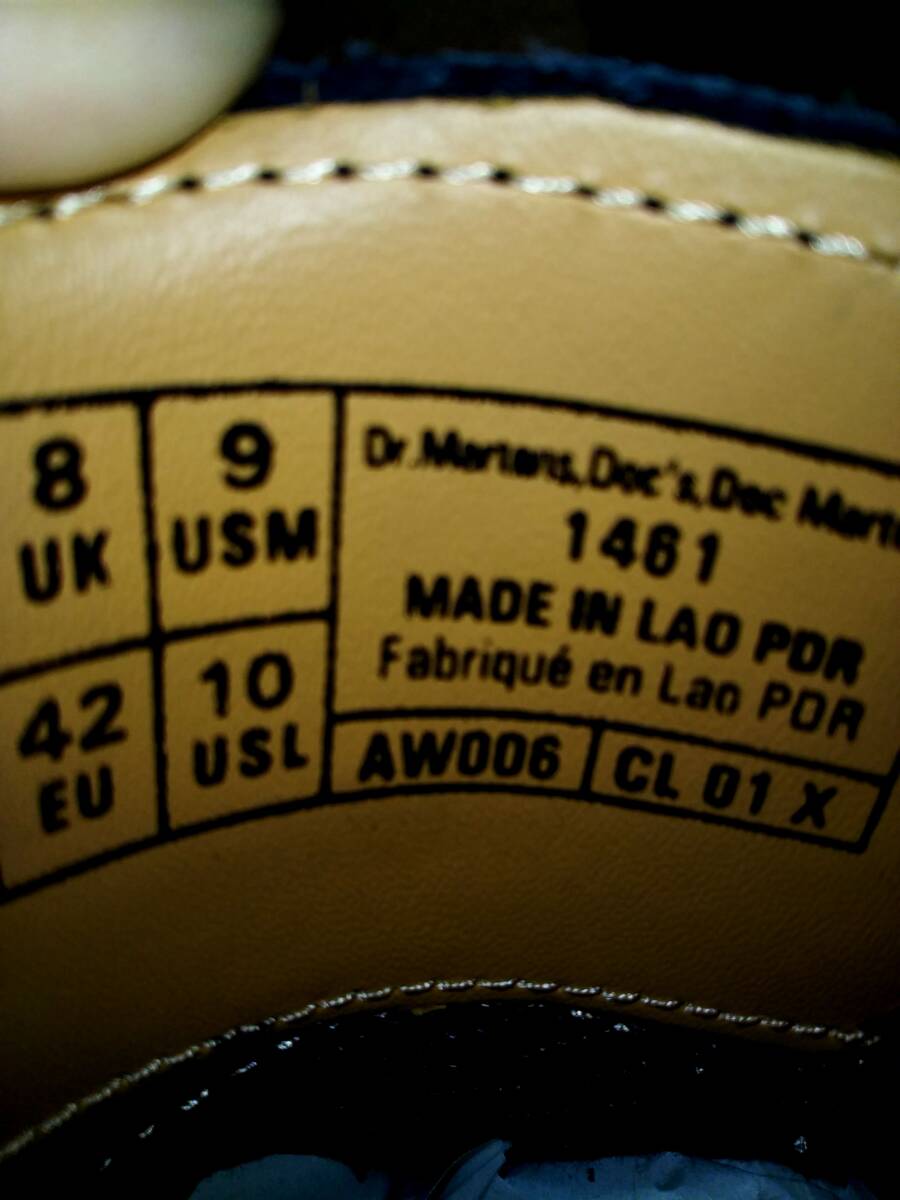 8
UK
9
USM
42
EU
10
USL
Dr.Martens,Doc's,Doc
1461
MADE IN LAO PDR
Fabriqué en Lao PDR
AW006
CL 01 X